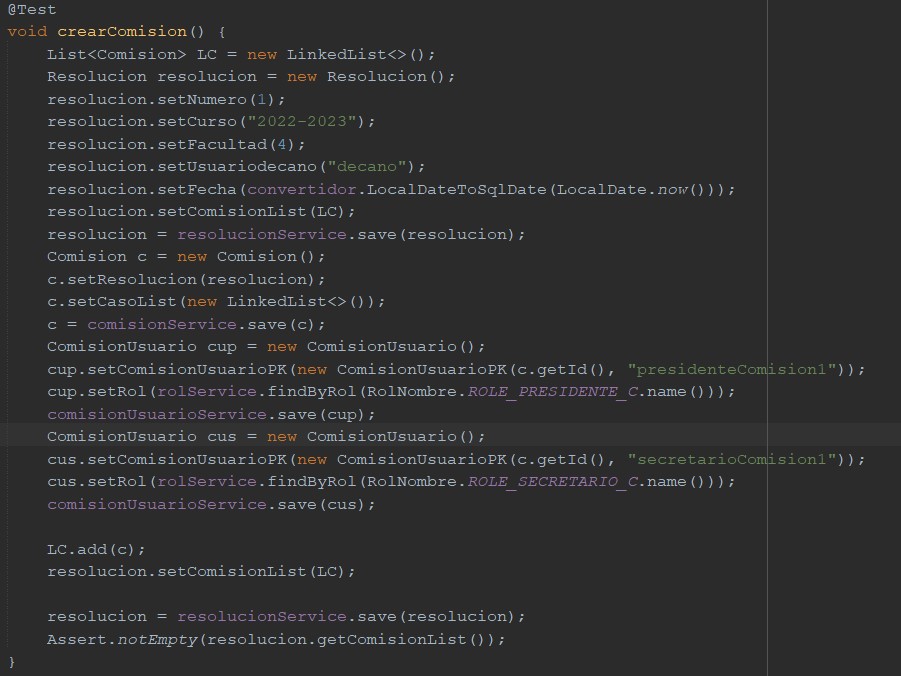 @Test
void crearComision() {
    List<Comision> LC = new LinkedList<>();
    Resolucion resolucion = new Resolucion();
    resolucion.setNumero(1);
    resolucion.setCurso("2022-2023");
    resolucion.setFacultad(4);
    resolucion.setUsuariodecano("decano");
    resolucion.setFecha(convertidor.LocalDateToSqlDate(LocalDate.now()));
    resolucion.setComisionList(LC);
    resolucion = resolucionService.save(resolucion);
    Comision c = new Comision();
    c.setResolucion(resolucion);
    c.setCasoList(new LinkedList<>());
    c = comisionService.save(c);
    ComisionUsuario cup = new ComisionUsuario();
    cup.setComisionUsuarioPK(new ComisionUsuarioPK(c.getId(), "presidenteComision1"));
    cup.setRol(rolService.findByRol(RolNombre.ROLE_PRESIDENTE_C.name()));
    comisionUsuarioService.save(cup);
    ComisionUsuario cus = new ComisionUsuario();
    cus.setComisionUsuarioPK(new ComisionUsuarioPK(c.getId(), "secretarioComision1"));
    cus.setRol(rolService.findByRol(RolNombre.ROLE_SECRETARIO_C.name()));
    comisionUsuarioService.save(cus);

    LC.add(c);
    resolucion.setComisionList(LC);

    resolucion = resolucionService.save(resolucion);
    Assert.notEmpty(resolucion.getComisionList());
}